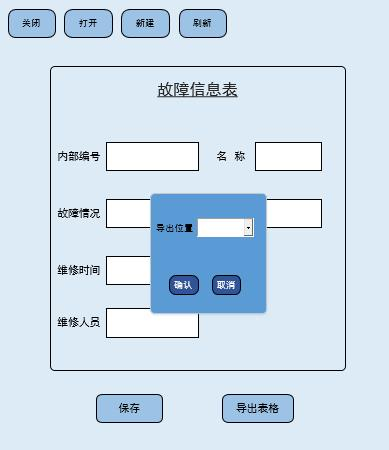 关闭 打开 新建 刷新
故障信息表
内部编号 名 称
故障情况
导出位置
维修时间
确认 取消
维修人员
保存 导出表格